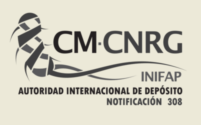 CM·CNRG
INIFAP
AUTORIDAD INTERNACIONAL DE DEPÓSITO
NOTIFICACIÓN 308